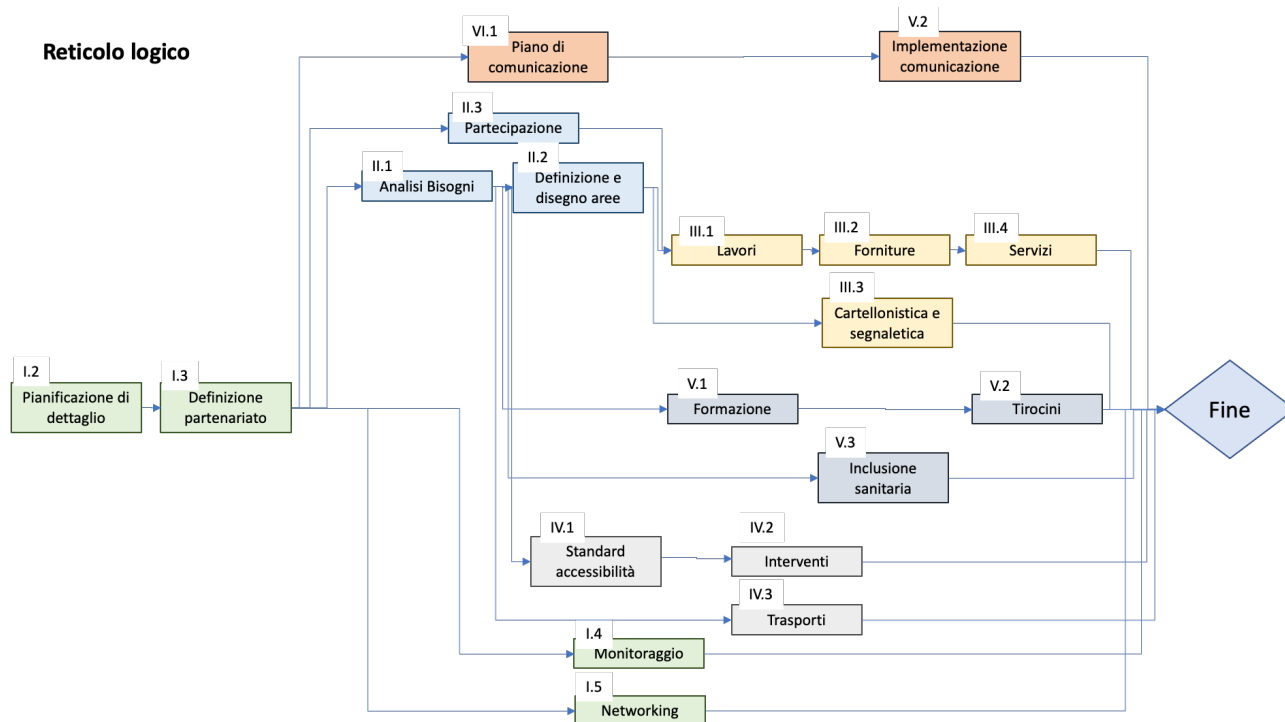 Reticolo logico
VI.1
Piano di
comunicazione
V.2
Implementazione
comunicazione
II.3
Partecipazione
II.1
Analisi Bisogni
II.2
Definizione e
disegno aree
III.1
Lavori
III.2
Forniture
III.4
Servizi
III.3
Cartellonistica e
segnaletica
I.2
Pianificazione di
dettaglio
I.3
Definizione
partenariato
V.1
Formazione
V.2
Tirocini
Fine
V.3
Inclusione
sanitaria
IV.1
Standard
accessibilità
IV.2
Interventi
IV.3
Trasporti
I.4
Monitoraggio
I.5
Networking